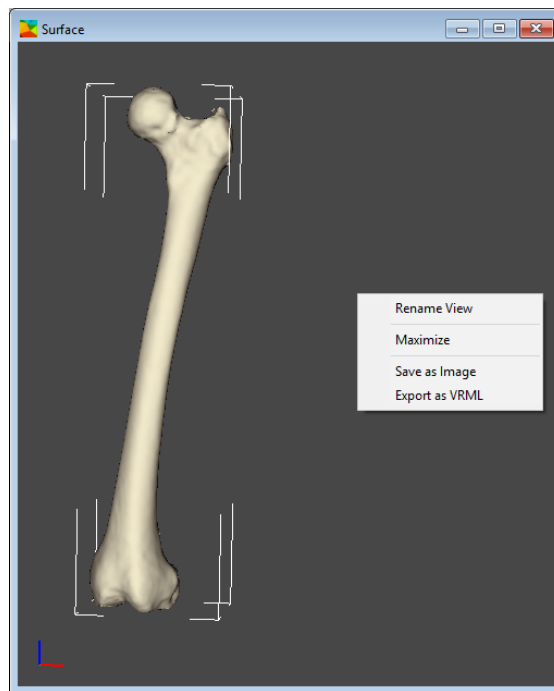 Surface
Rename View
Maximize
Save as Image
Export as VRML